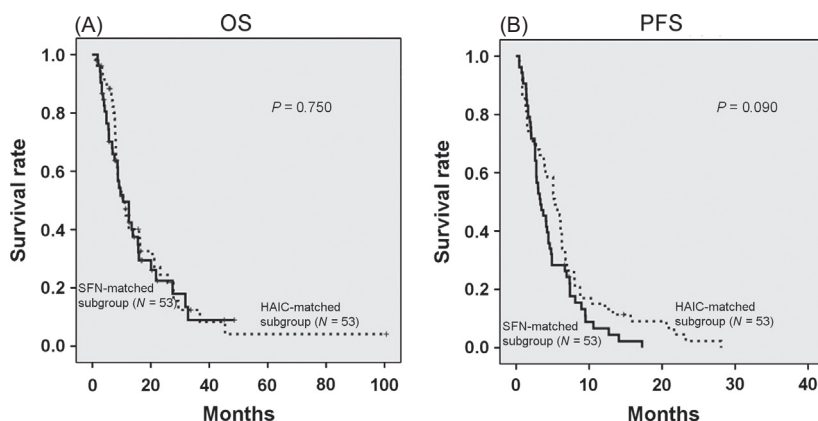 (A) OS
1.0
0.8
0.6
0.4
0.2
0.0
Survival rate
P = 0.750
SFN-matched
subgroup (N = 53)
HAIC-matched
subgroup (N = 53)
0 20 40 60 80 100
Months
(B) PFS
1.0
0.8
0.6
0.4
0.2
0.0
Survival rate
P = 0.090
HAIC-matched
subgroup (N = 53)
SFN-matched
subgroup (N = 53)
0 10 20 30 40
Months